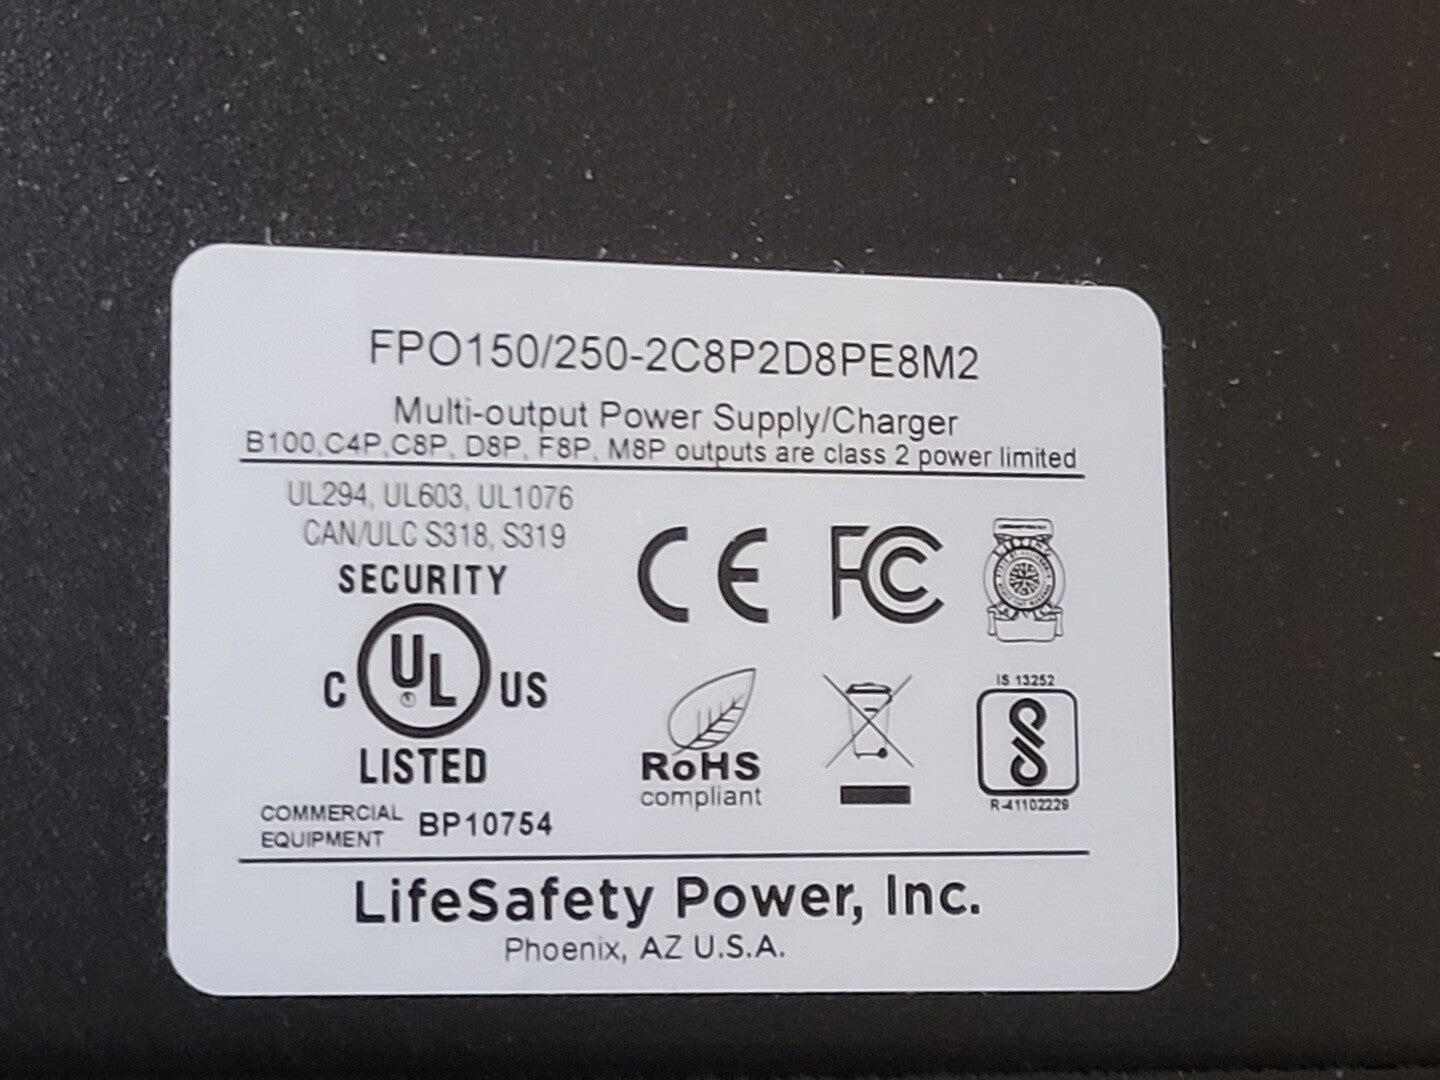 FPO150/250-2C8P2D8PE8M2
Multi-output Power Supply/Charger
B100,C4P,C8P, D8P, F8P, M8P outputs are class 2 power limited
UL294, UL603, UL1076
CAN/ULC S318, S319
SECURITY
C UL US
LISTED
COMMERCIAL
EQUIPMENT BP10754
CE FC
RoHS
compliant
IS 13252
R-41102229
LifeSafety Power, Inc.
Phoenix, AZ U.S.A.